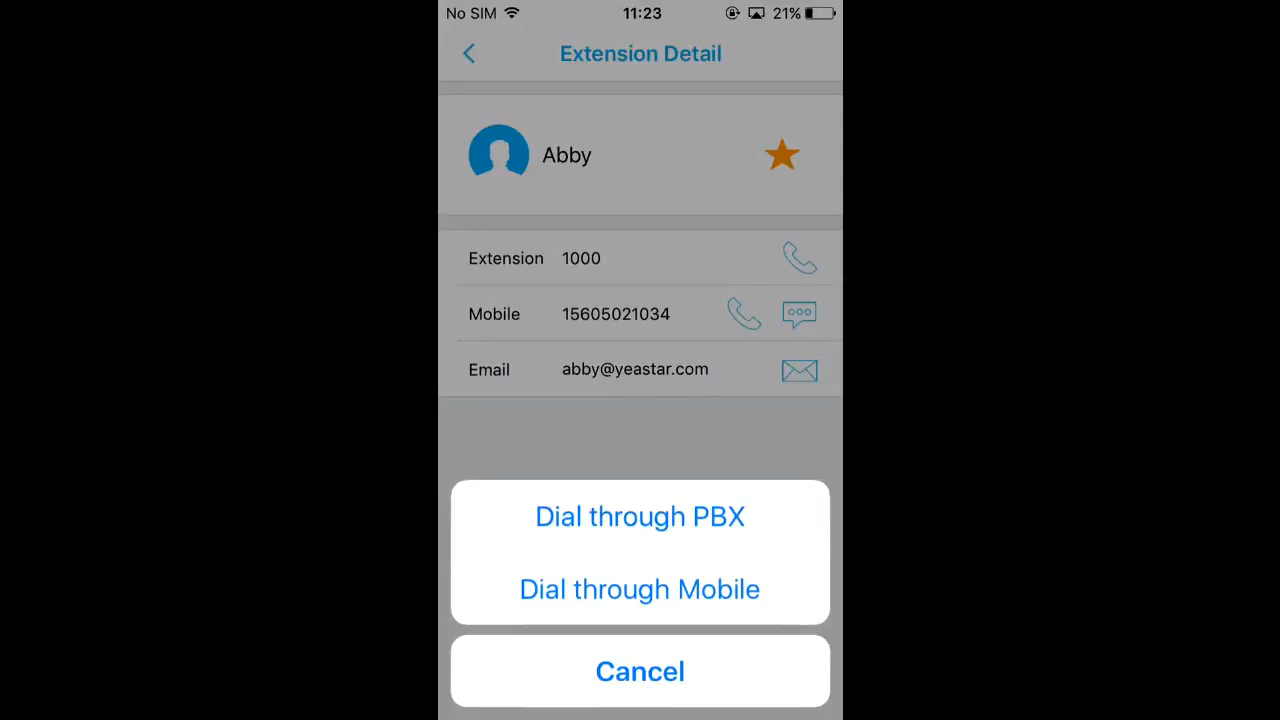 No SIM 11:23 21%
Extension Detail
Abby
Extension 1000
Mobile 15605021034
Email abby@yeastar.com
Dial through PBX
Dial through Mobile
Cancel